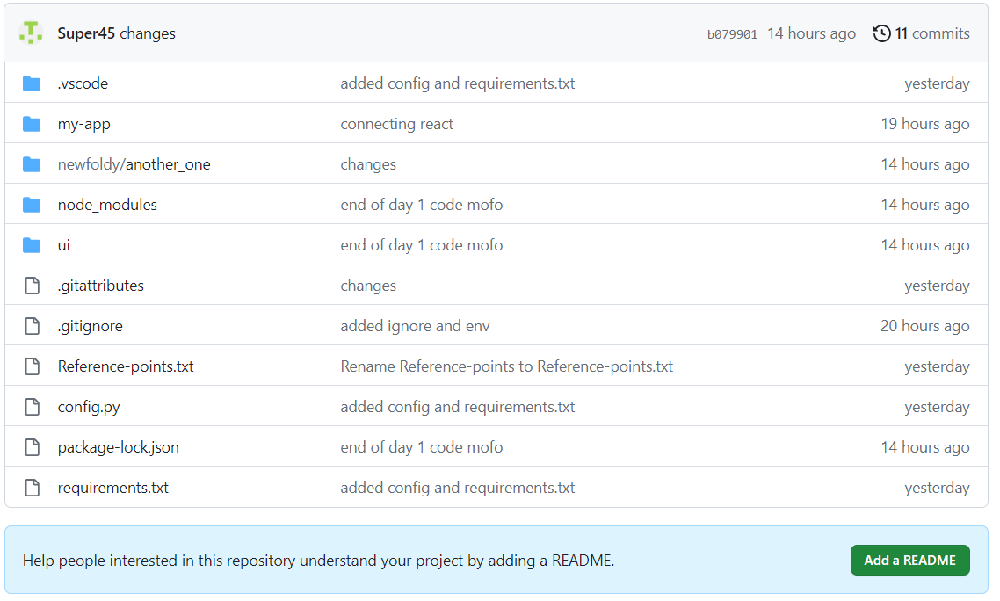 Super45 changes b079901 14 hours ago 11 commits
.vscode added config and requirements.txt yesterday
my-app connecting react 19 hours ago
newfoldy/another_one changes 14 hours ago
node_modules end of day 1 code mofo 14 hours ago
ui end of day 1 code mofo 14 hours ago
.gitattributes changes yesterday
.gitignore added ignore and env 20 hours ago
Reference-points.txt Rename Reference-points to Reference-points.txt yesterday
config.py added config and requirements.txt yesterday
package-lock.json end of day 1 code mofo 14 hours ago
requirements.txt added config and requirements.txt yesterday
Help people interested in this repository understand your project by adding a README. Add a README